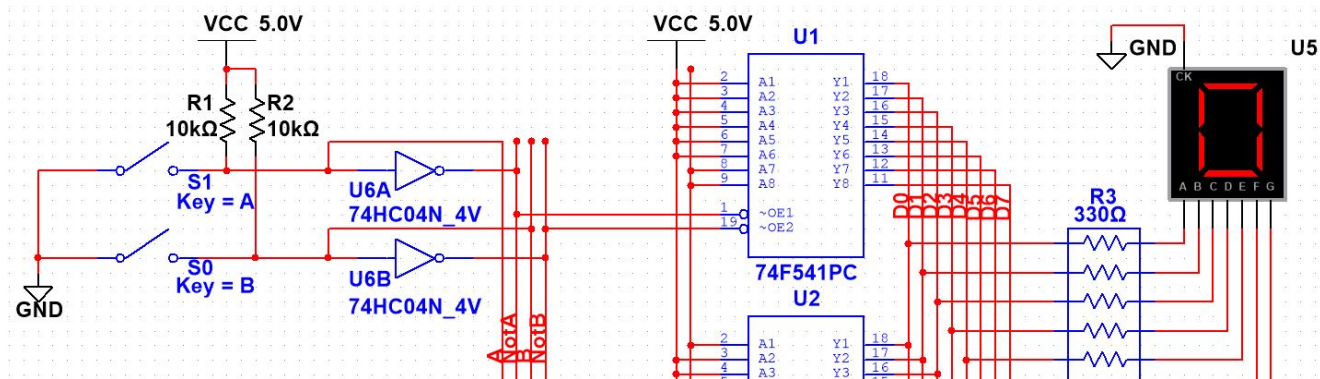 VCC 5.0V
R1
10kΩ
R2
10kΩ
S1
Key = A
U6A
74HC04N_4V
S0
Key = B
U6B
74HC04N_4V
GND
A
NotA
B
NotB
VCC 5.0V
U1
2 A1 Y1 18
3 A2 Y2 17
4 A3 Y3 16
5 A4 Y4 15
6 A5 Y5 14
7 A6 Y6 13
8 A7 Y7 12
9 A8 Y8 11
1 ~OE1
19 ~OE2
74F541PC
U2
2 A1 Y1 18
3 A2 Y2 17
4 A3 Y3 16
D0
D1
D2
D3
D4
D5
D6
D7
GND
U5
CK
A B C D E F G
R3
330Ω